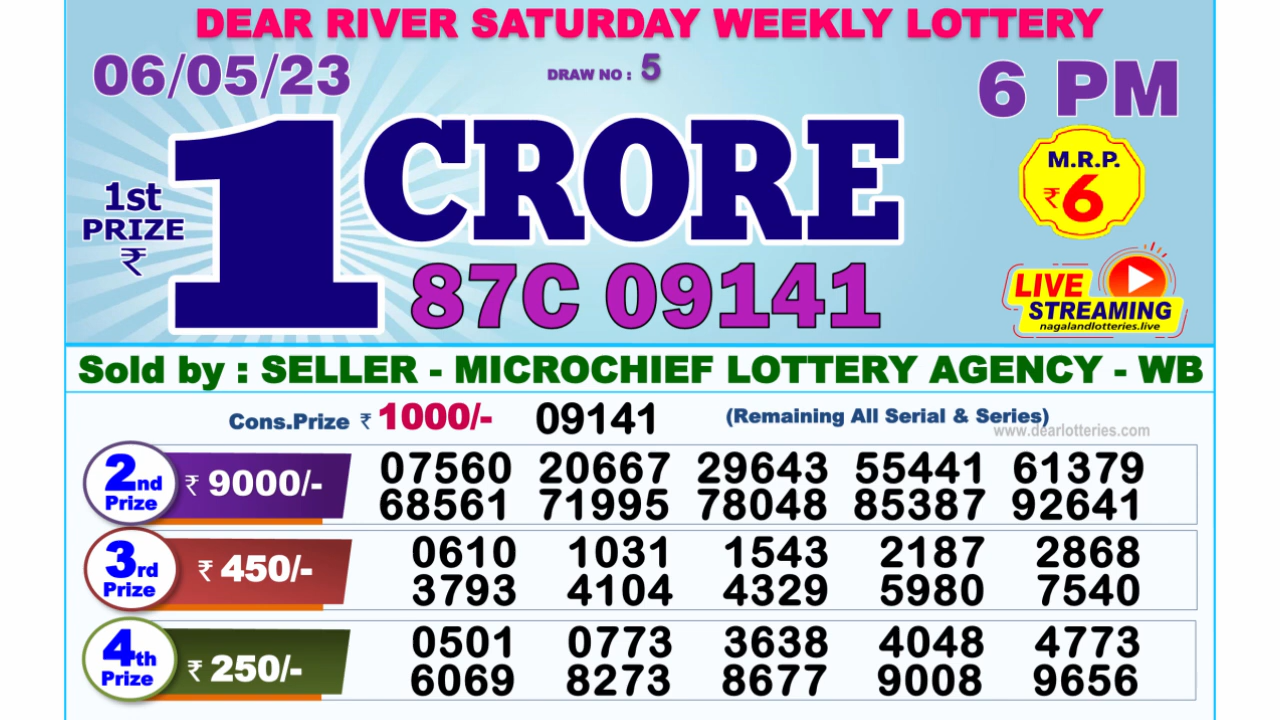 DEAR RIVER SATURDAY WEEKLY LOTTERY
06/05/23
DRAW NO : 5
6 PM
1st
PRIZE
₹
1 CRORE
87C 09141
M.R.P.
₹6
LIVE
STREAMING
nagalandlotteries.live
Sold by : SELLER - MICROCHIEF LOTTERY AGENCY - WB
Cons.Prize ₹ 1000/- 09141 (Remaining All Serial & Series)
www.dearlotteries.com
2nd Prize ₹ 9000/-
07560 20667 29643 55441 61379
68561 71995 78048 85387 92641
3rd Prize ₹ 450/-
0610 1031 1543 2187 2868
3793 4104 4329 5980 7540
4th Prize ₹ 250/-
0501 0773 3638 4048 4773
6069 8273 8677 9008 9656